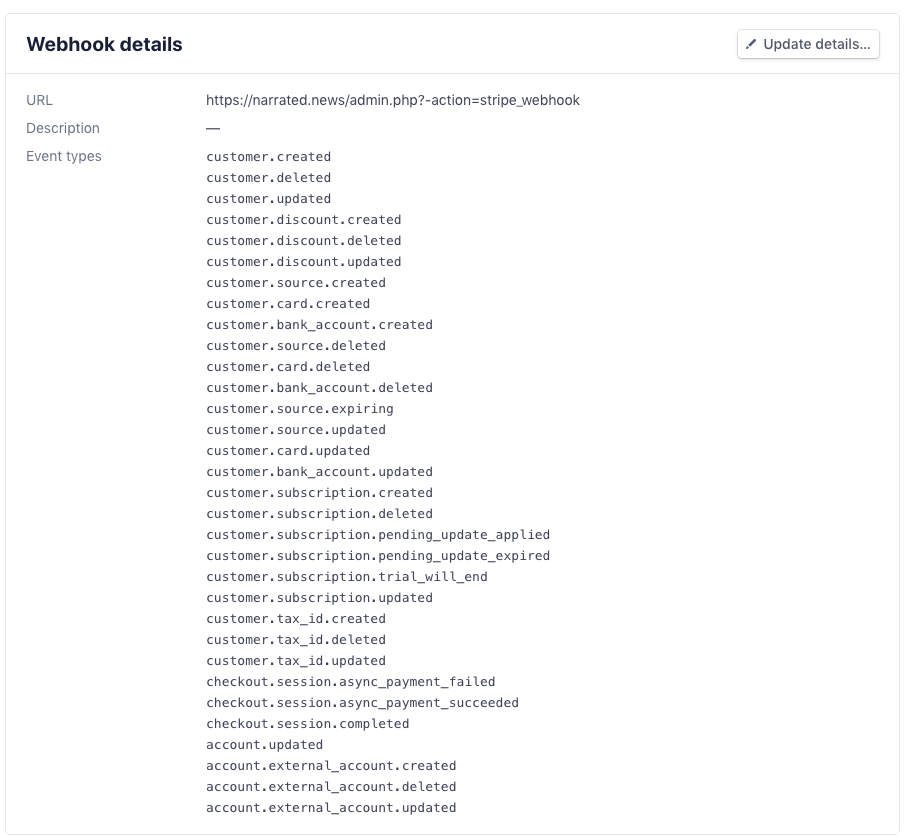 Webhook details
Update details...
URL https://narrated.news/admin.php?-action=stripe_webhook
Description —
Event types customer.created
customer.deleted
customer.updated
customer.discount.created
customer.discount.deleted
customer.discount.updated
customer.source.created
customer.card.created
customer.bank_account.created
customer.source.deleted
customer.card.deleted
customer.bank_account.deleted
customer.source.expiring
customer.source.updated
customer.card.updated
customer.bank_account.updated
customer.subscription.created
customer.subscription.deleted
customer.subscription.pending_update_applied
customer.subscription.pending_update_expired
customer.subscription.trial_will_end
customer.subscription.updated
customer.tax_id.created
customer.tax_id.deleted
customer.tax_id.updated
checkout.session.async_payment_failed
checkout.session.async_payment_succeeded
checkout.session.completed
account.updated
account.external_account.created
account.external_account.deleted
account.external_account.updated